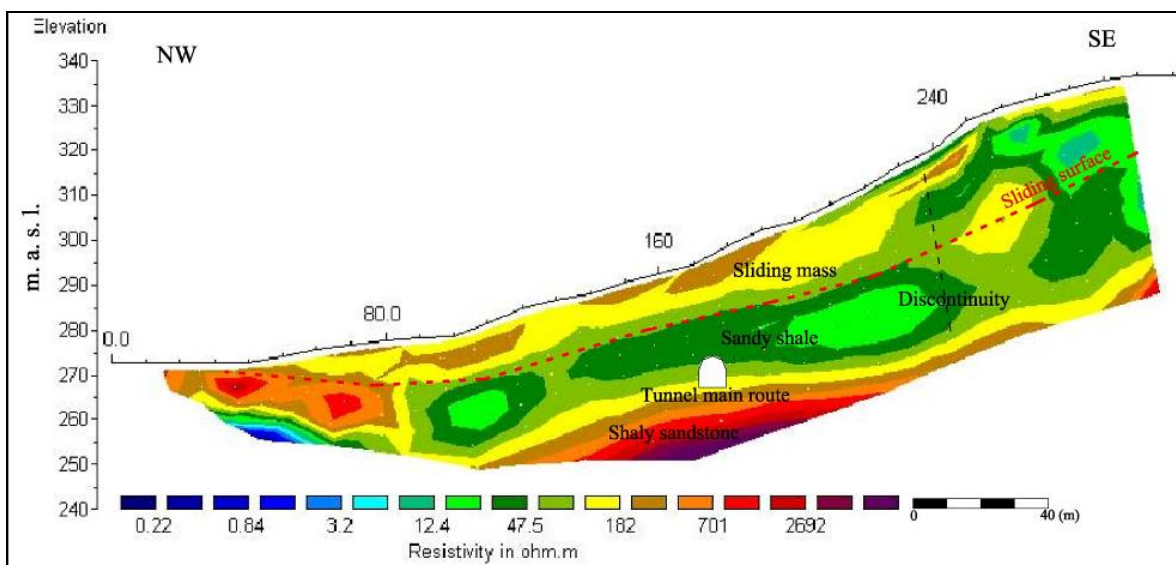 Elevation
NW
SE
m. a. s. l.
340
330
320
310
300
290
280
270
260
250
240
0.0
80.0
160
240
Sliding surface
Sliding mass
Discontinuity
Sandy shale
Tunnel main route
Shaly sandstone
0.22
0.84
3.2
12.4
47.5
182
701
2692
0
40 (m)
Resistivity in ohm.m